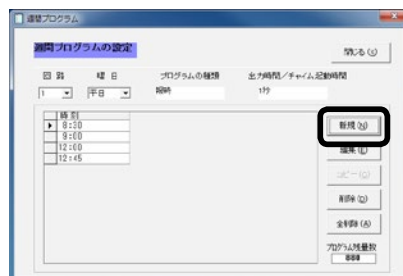 週間プログラム
週間プログラムの設定
閉じる(S)
回路 曜日 プログラムの種類 出力時間/チャイム起動時間
1 平日 瞬時 1秒
時刻
8:30
9:00
12:00
12:45
新規(N)
編集(E)
コピー(C)
削除(D)
全削除(A)
プログラム残量数